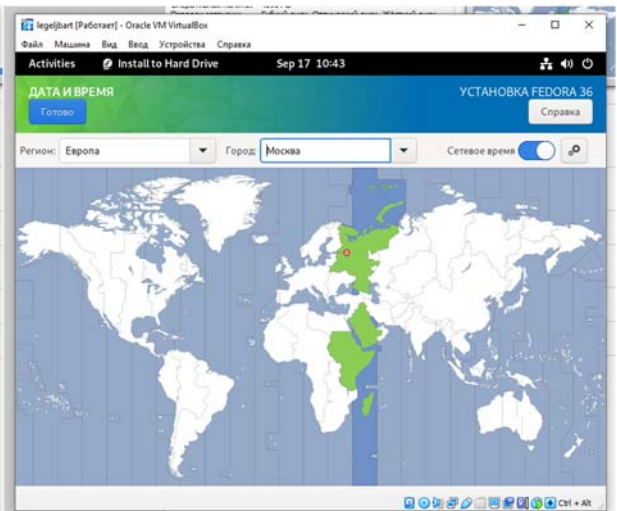 legeljbart [Работает] - Oracle VM VirtualBox
Файл Машина Вид Ввод Устройства Справка
Activities Install to Hard Drive Sep 17 10:43
ДАТА И ВРЕМЯ УСТАНОВКА FEDORA 36
Готово Справка
Регион: Европа Город: Москва Сетевое время
Ctrl + Alt